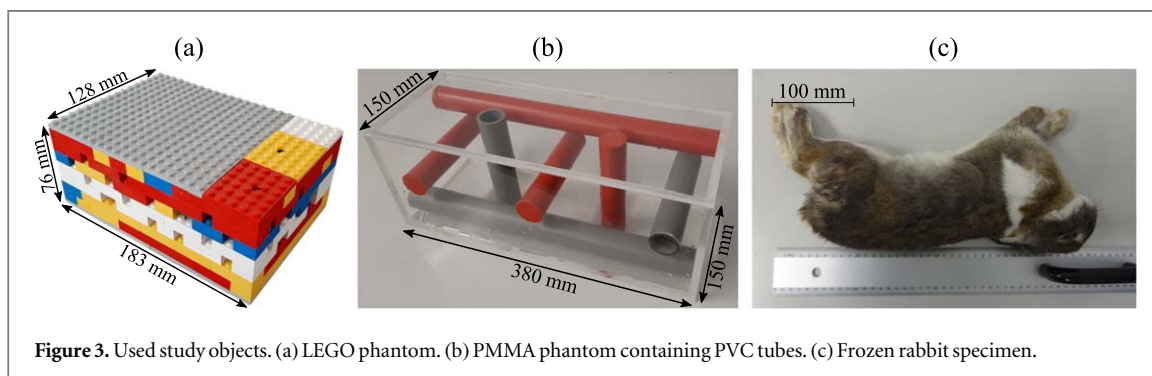 (a)
(b)
(c)
128 mm
76 mm
183 mm
150 mm
380 mm
150 mm
100 mm
Figure 3. Used study objects. (a) LEGO phantom. (b) PMMA phantom containing PVC tubes. (c) Frozen rabbit specimen.